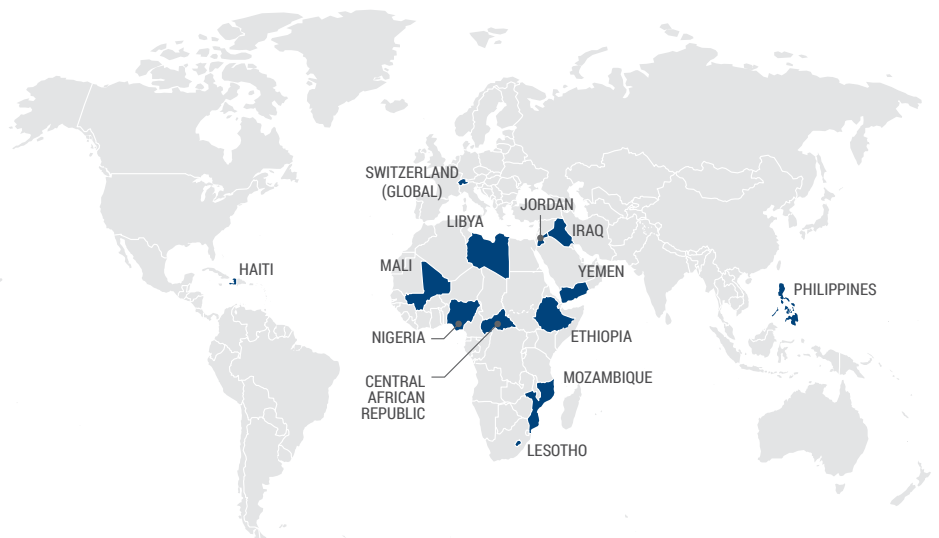 SWITZERLAND
(GLOBAL)
JORDAN
LIBYA
IRAQ
MALI
YEMEN
HAITI
PHILIPPINES
NIGERIA
ETHIOPIA
CENTRAL
AFRICAN
REPUBLIC
MOZAMBIQUE
LESOTHO